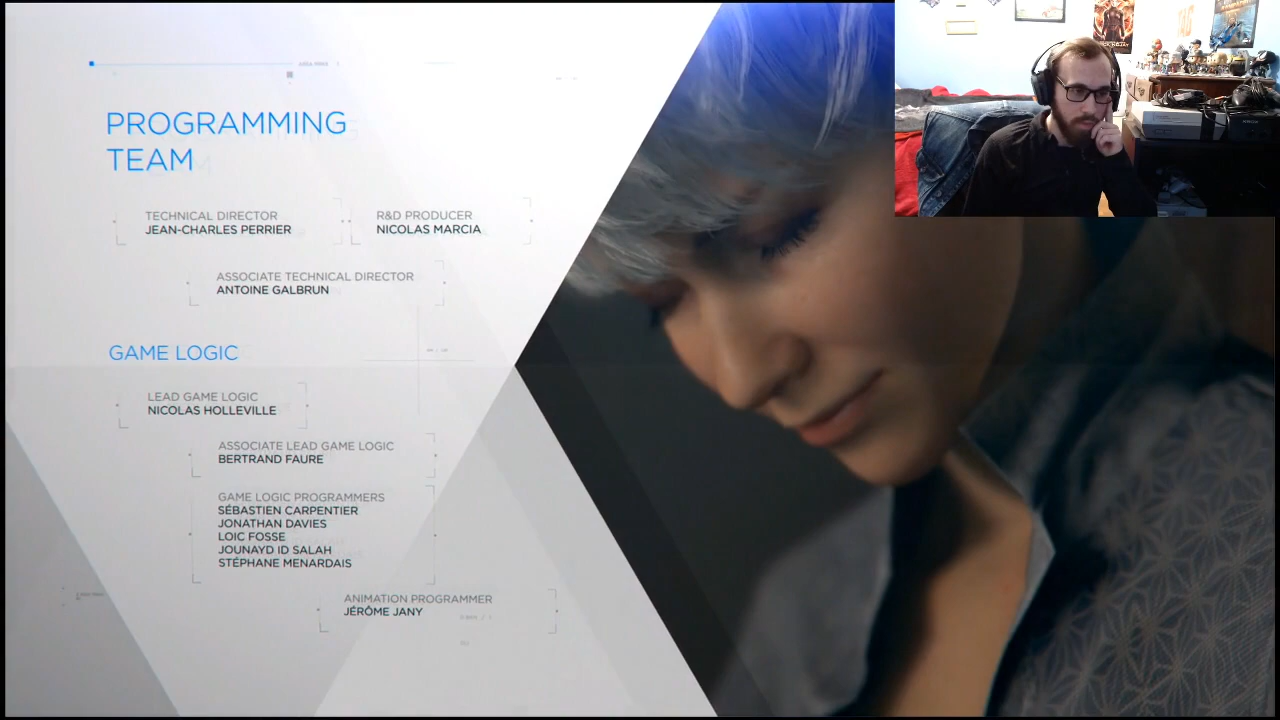 PROGRAMMING
TEAM
TECHNICAL DIRECTOR
JEAN-CHARLES PERRIER
R&D PRODUCER
NICOLAS MARCIA
ASSOCIATE TECHNICAL DIRECTOR
ANTOINE GALBRUN
GAME LOGIC
LEAD GAME LOGIC
NICOLAS HOLLEVILLE
ASSOCIATE LEAD GAME LOGIC
BERTRAND FAURE
GAME LOGIC PROGRAMMERS
SÉBASTIEN CARPENTIER
JONATHAN DAVIES
LOIC FOSSE
JOUNAYD ID SALAH
STÉPHANE MENARDAIS
ANIMATION PROGRAMMER
JÉRÔME JANY